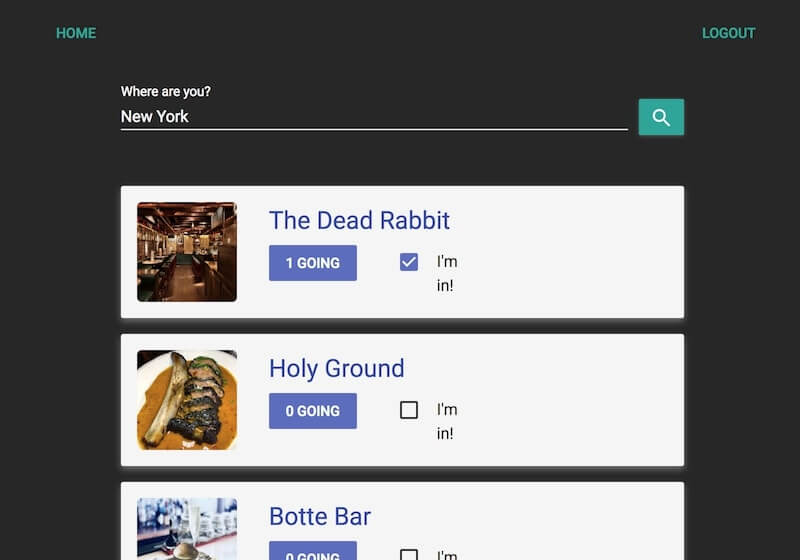 HOME
LOGOUT
Where are you?
New York
The Dead Rabbit
1 GOING
I'm
in!
Holy Ground
0 GOING
I'm
in!
Botte Bar
0 GOING
I'm